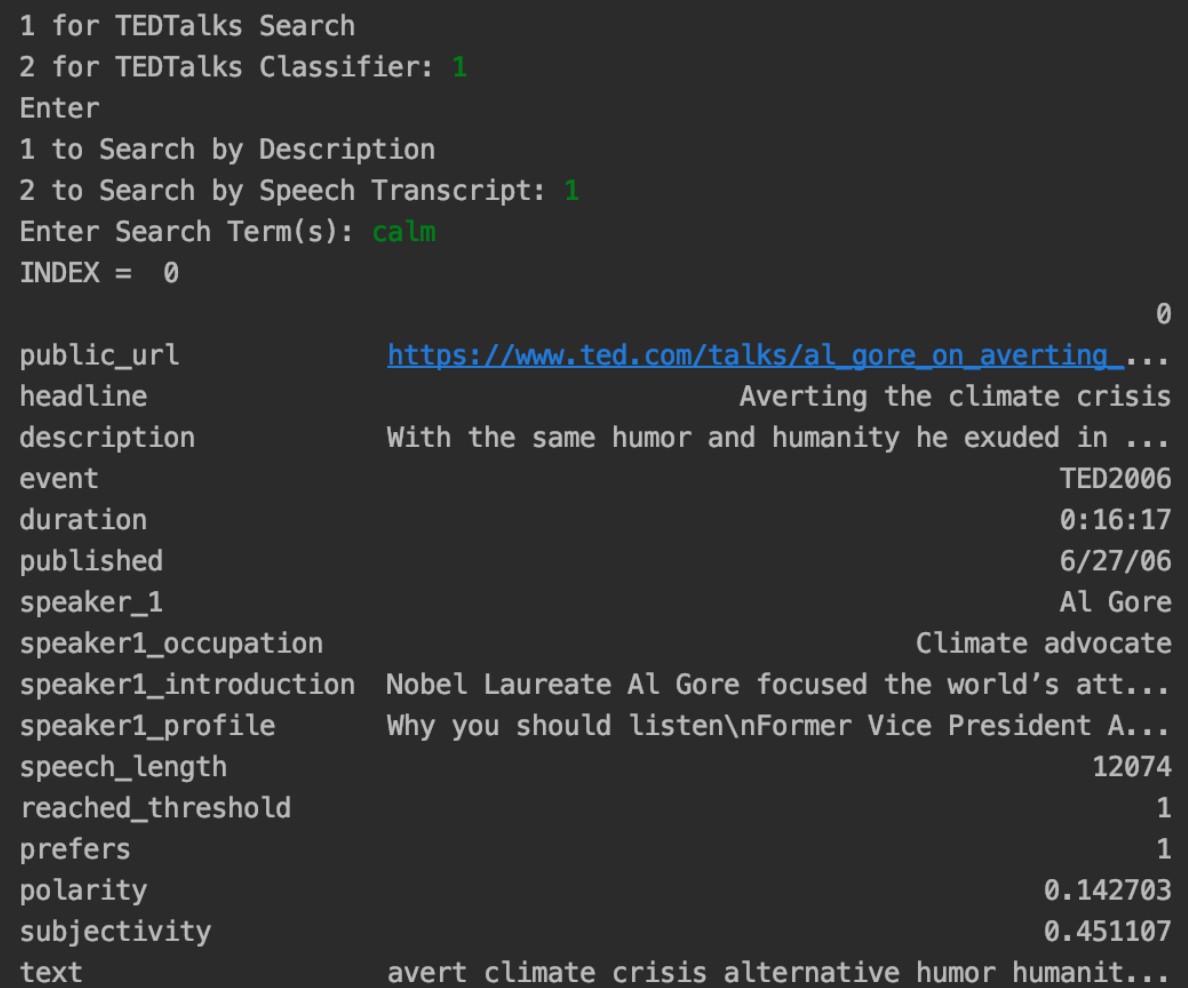 1 for TEDTalks Search
2 for TEDTalks Classifier: 1
Enter
1 to Search by Description
2 to Search by Speech Transcript: 1
Enter Search Term(s): calm
INDEX =  0
0
public_url https://www.ted.com/talks/al_gore_on_averting_...
headline Averting the climate crisis
description With the same humor and humanity he exuded in ...
event TED2006
duration 0:16:17
published 6/27/06
speaker_1 Al Gore
speaker1_occupation Climate advocate
speaker1_introduction Nobel Laureate Al Gore focused the world’s att...
speaker1_profile Why you should listen\nFormer Vice President A...
speech_length 12074
reached_threshold 1
prefers 1
polarity 0.142703
subjectivity 0.451107
text avert climate crisis alternative humor humanit...